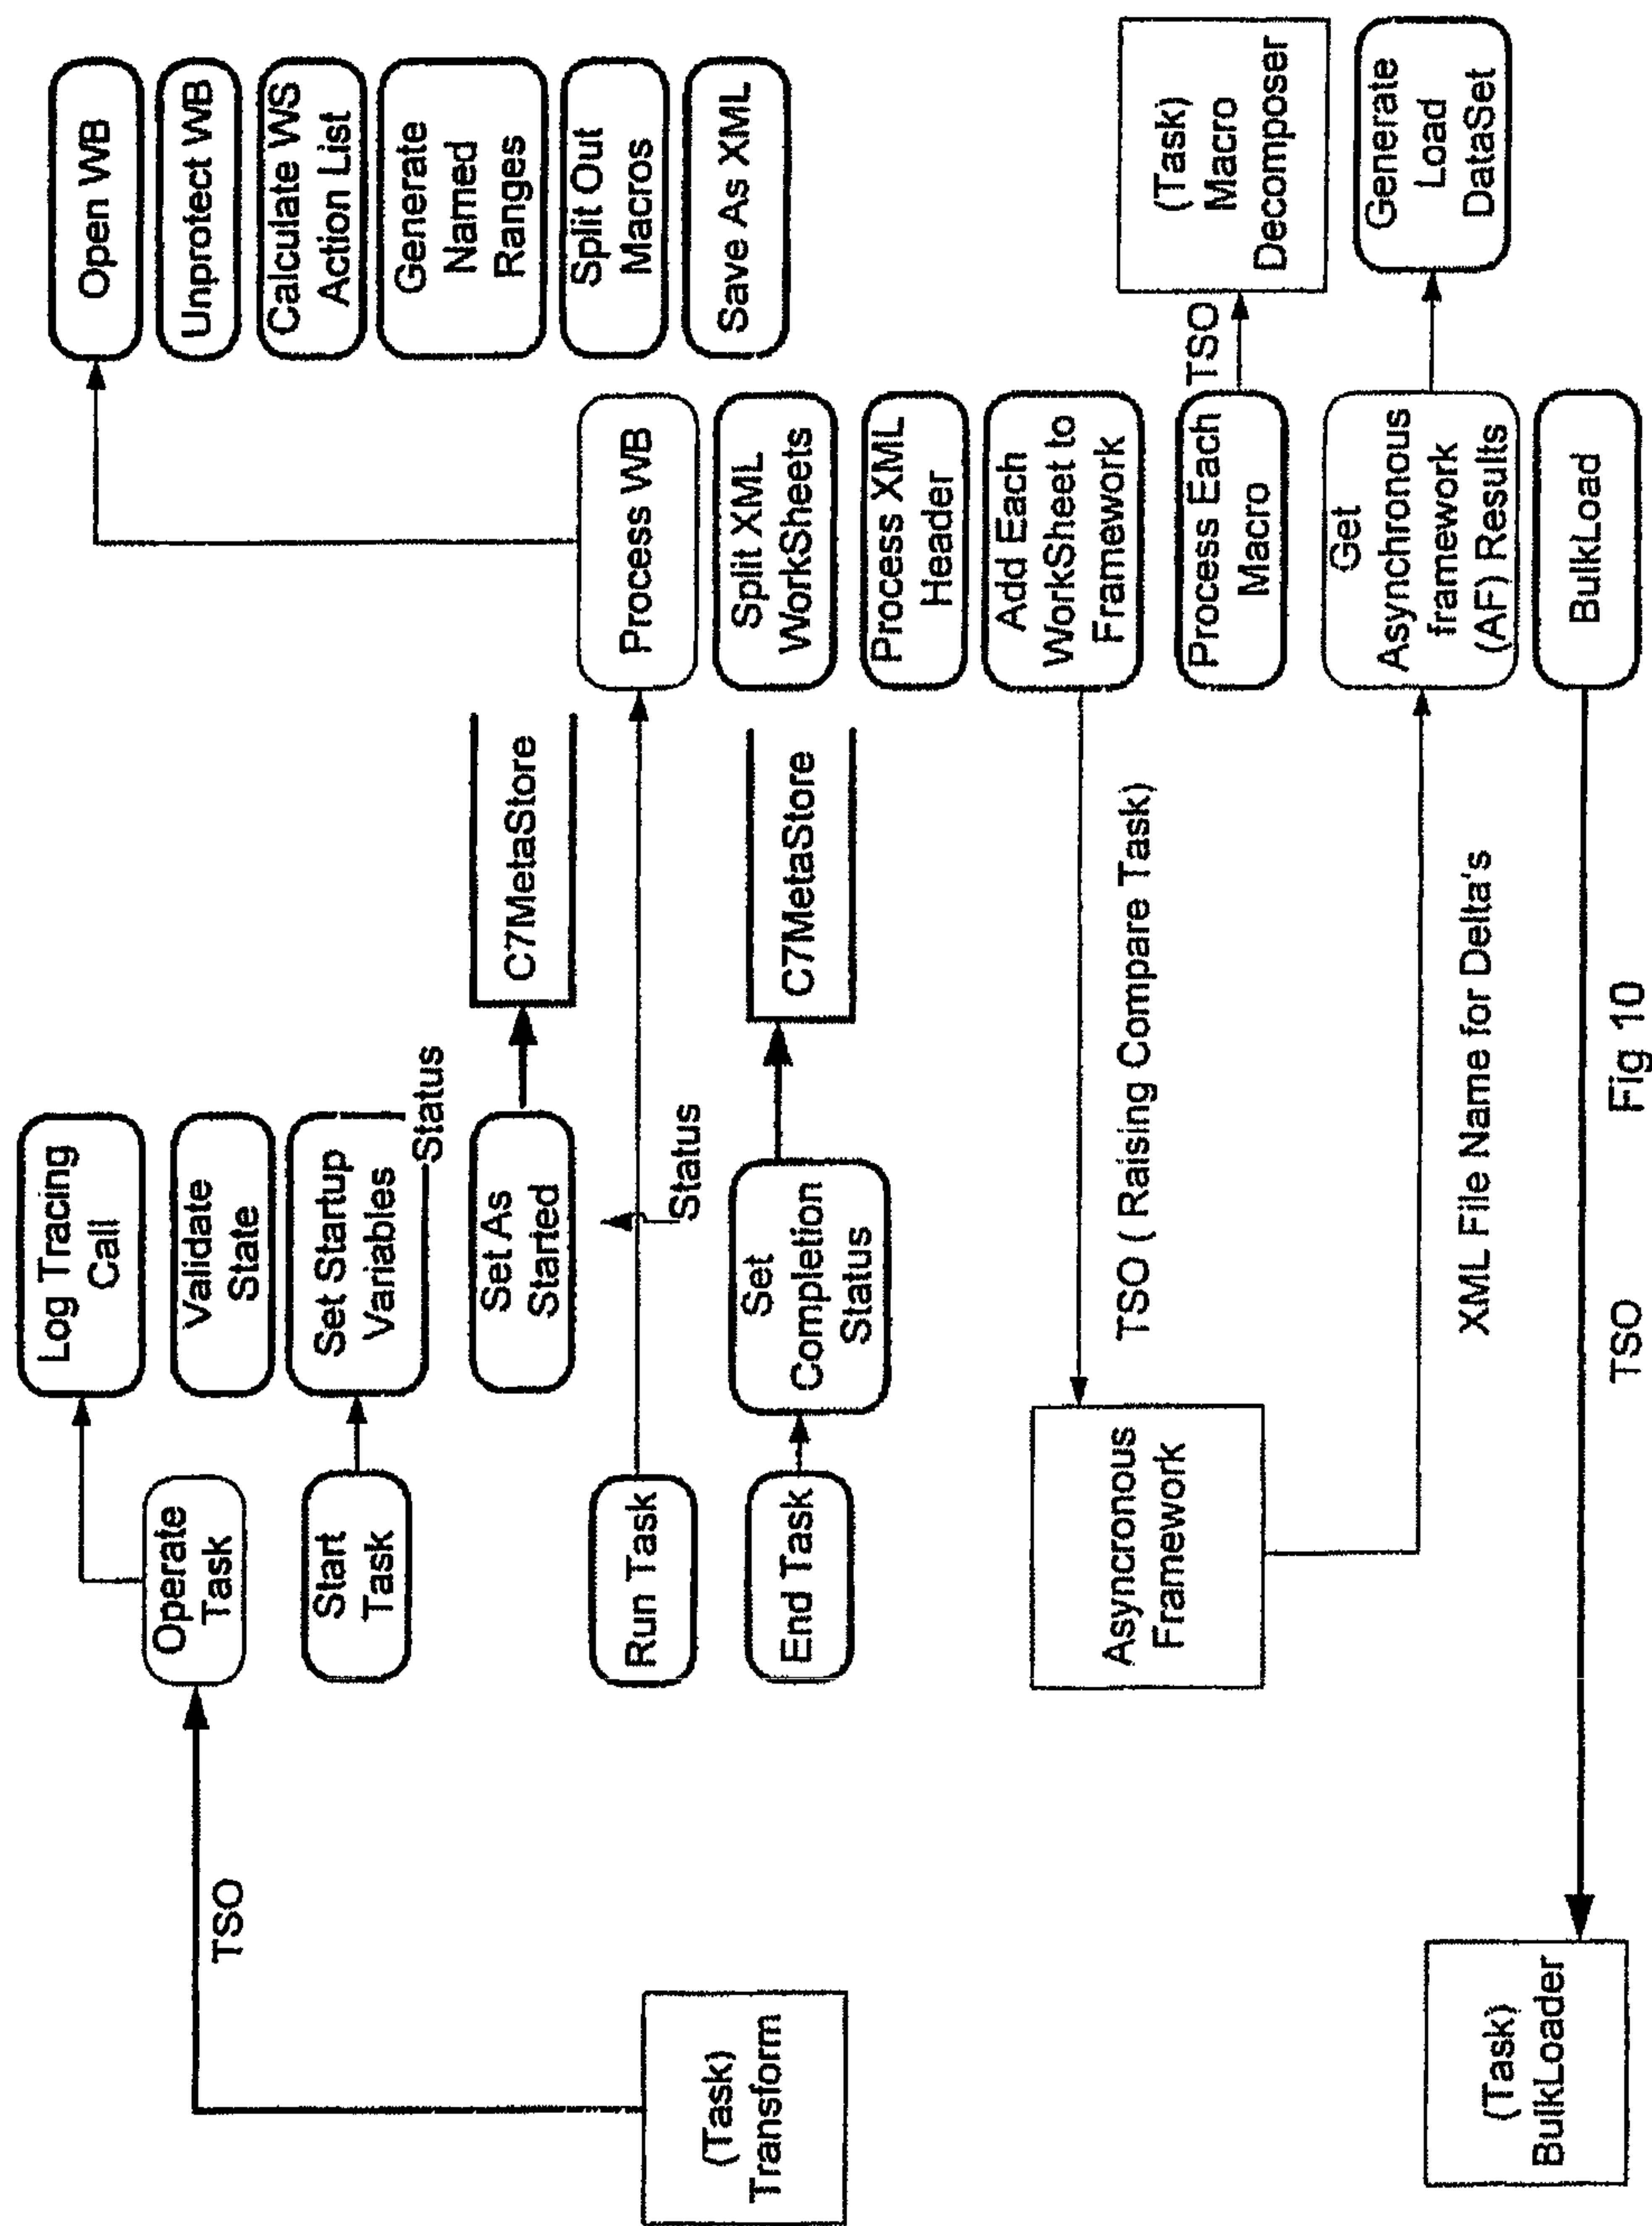 (Task)
Transform
TSO
Operate
Task
Start
Task
Run Task
End Task
Log Tracing
Call
Validate
State
Set Startup
Variables
Status
Set As
Started
Status
Set
Completion
Status
C7MetaStore
C7MetaStore
Process WB
Split XML
WorkSheets
Process XML
Header
Add Each
WorkSheet to
Framework
Process Each
Macro
Get
Asynchronous
framework
(AF) Results
BulkLoad
Open WB
Unprotect WB
Calculate WS
Action List
Generate
Named
Ranges
Split Out
Macros
Save As XML
TSO
(Task)
Macro
Decomposer
Generate
Load
DataSet
TSO ( Raising Compare Task)
Asyncronous
Framework
XML File Name for Delta's
(Task)
BulkLoader
TSO
Fig 10